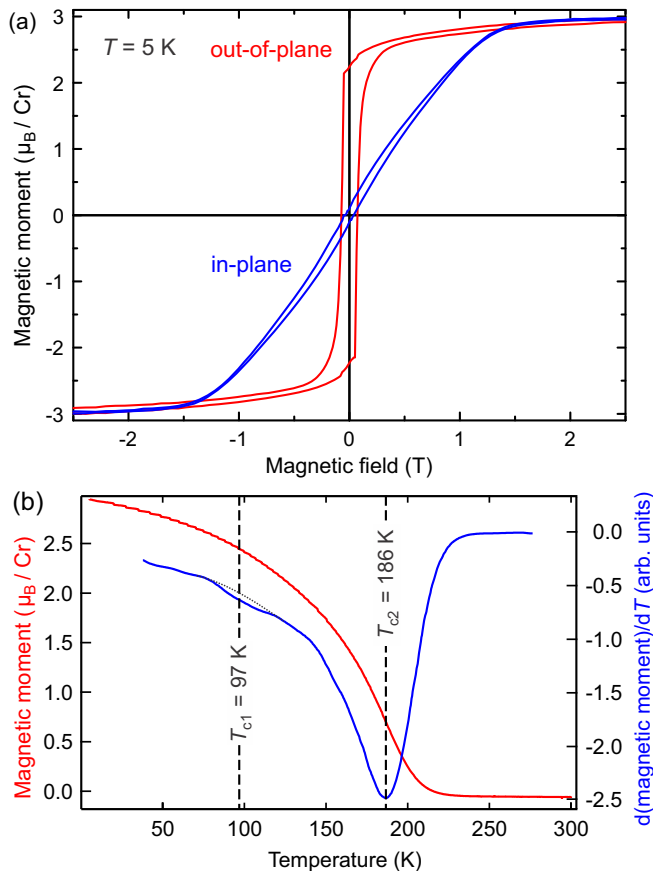 (a)
T = 5 K
out-of-plane
in-plane
Magnetic moment (μB / Cr)
3
2
1
0
-1
-2
-3
-2
-1
0
1
2
Magnetic field (T)
(b)
Magnetic moment (μB / Cr)
2.5
2.0
1.5
1.0
0.5
0.0
Tc1 = 97 K
Tc2 = 186 K
0.0
-0.5
-1.0
-1.5
-2.0
-2.5
d(magnetic moment)/dT (arb. units)
50
100
150
200
250
300
Temperature (K)